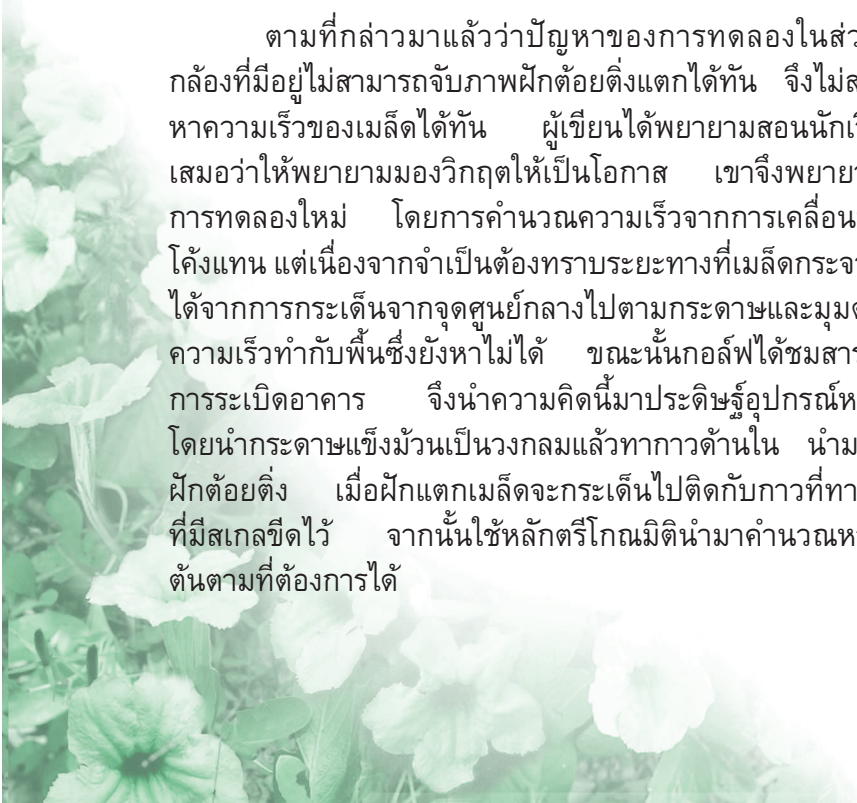 ตามที่กล่าวมาแล้วว่าปัญหาของการทดลองในส่ว
กล้องที่มีอยู่ไม่สามารถจับภาพฝักต้อยติ่งแตกได้ทัน จึงไม่ส
หาความเร็วของเมล็ดได้ทัน ผู้เขียนได้พยายามสอนนักเรี
เสมอว่าให้พยายามมองวิกฤตให้เป็นโอกาส เขาจึงพยายา
การทดลองใหม่ โดยการคำนวณความเร็วจากการเคลื่อน
โค้งแทน แต่เนื่องจากจำเป็นต้องทราบระยะทางที่เมล็ดกระจา
ได้จากการกระเด็นจากจุดศูนย์กลางไปตามกระดาษและมุม
ความเร็วทำกับพื้นซึ่งยังหาไม่ได้ ขณะนั้นกอล์ฟได้ชมสาร
การระเบิดอาคาร จึงนำความคิดนี้มาประดิษฐ์อุปกรณ์ห
โดยนำกระดาษแข็งม้วนเป็นวงกลมแล้วทากาวด้านใน นำม
ฝักต้อยติ่ง เมื่อฝักแตกเมล็ดจะกระเด็นไปติดกับกาวที่ทา
ที่มีสเกลขีดไว้ จากนั้นใช้หลักตรีโกณมิตินำมาคำนวณห
ต้นตามที่ต้องการได้